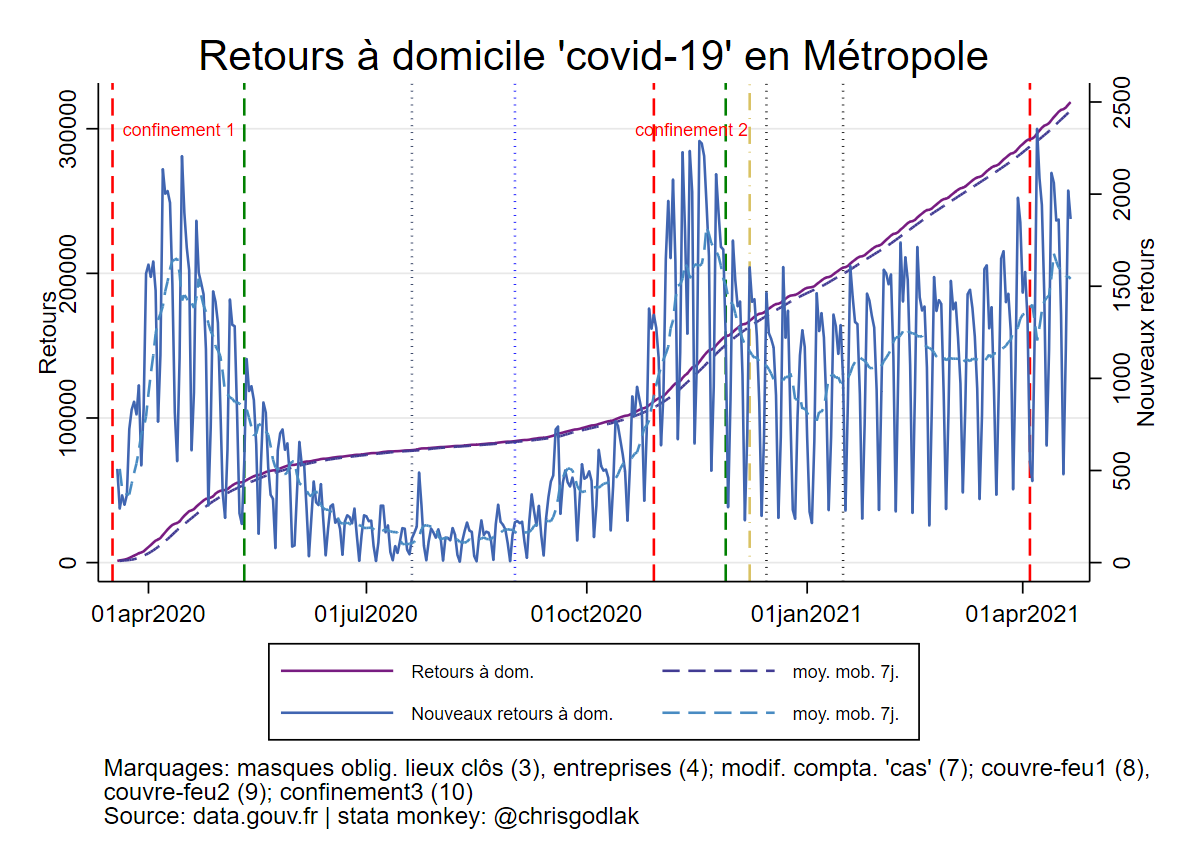 Retours à domicile 'covid-19' en Métropole
confinement 1
confinement 2
Retours
0
100000
200000
300000
Nouveaux retours
0
500
1000
1500
2000
2500
01apr2020
01jul2020
01oct2020
01jan2021
01apr2021
Retours à dom.
moy. mob. 7j.
Nouveaux retours à dom.
moy. mob. 7j.
Marquages: masques oblig. lieux clôs (3), entreprises (4); modif. compta. 'cas' (7); couvre-feu1 (8),
couvre-feu2 (9); confinement3 (10)
Source: data.gouv.fr | stata monkey: @chrisgodlak